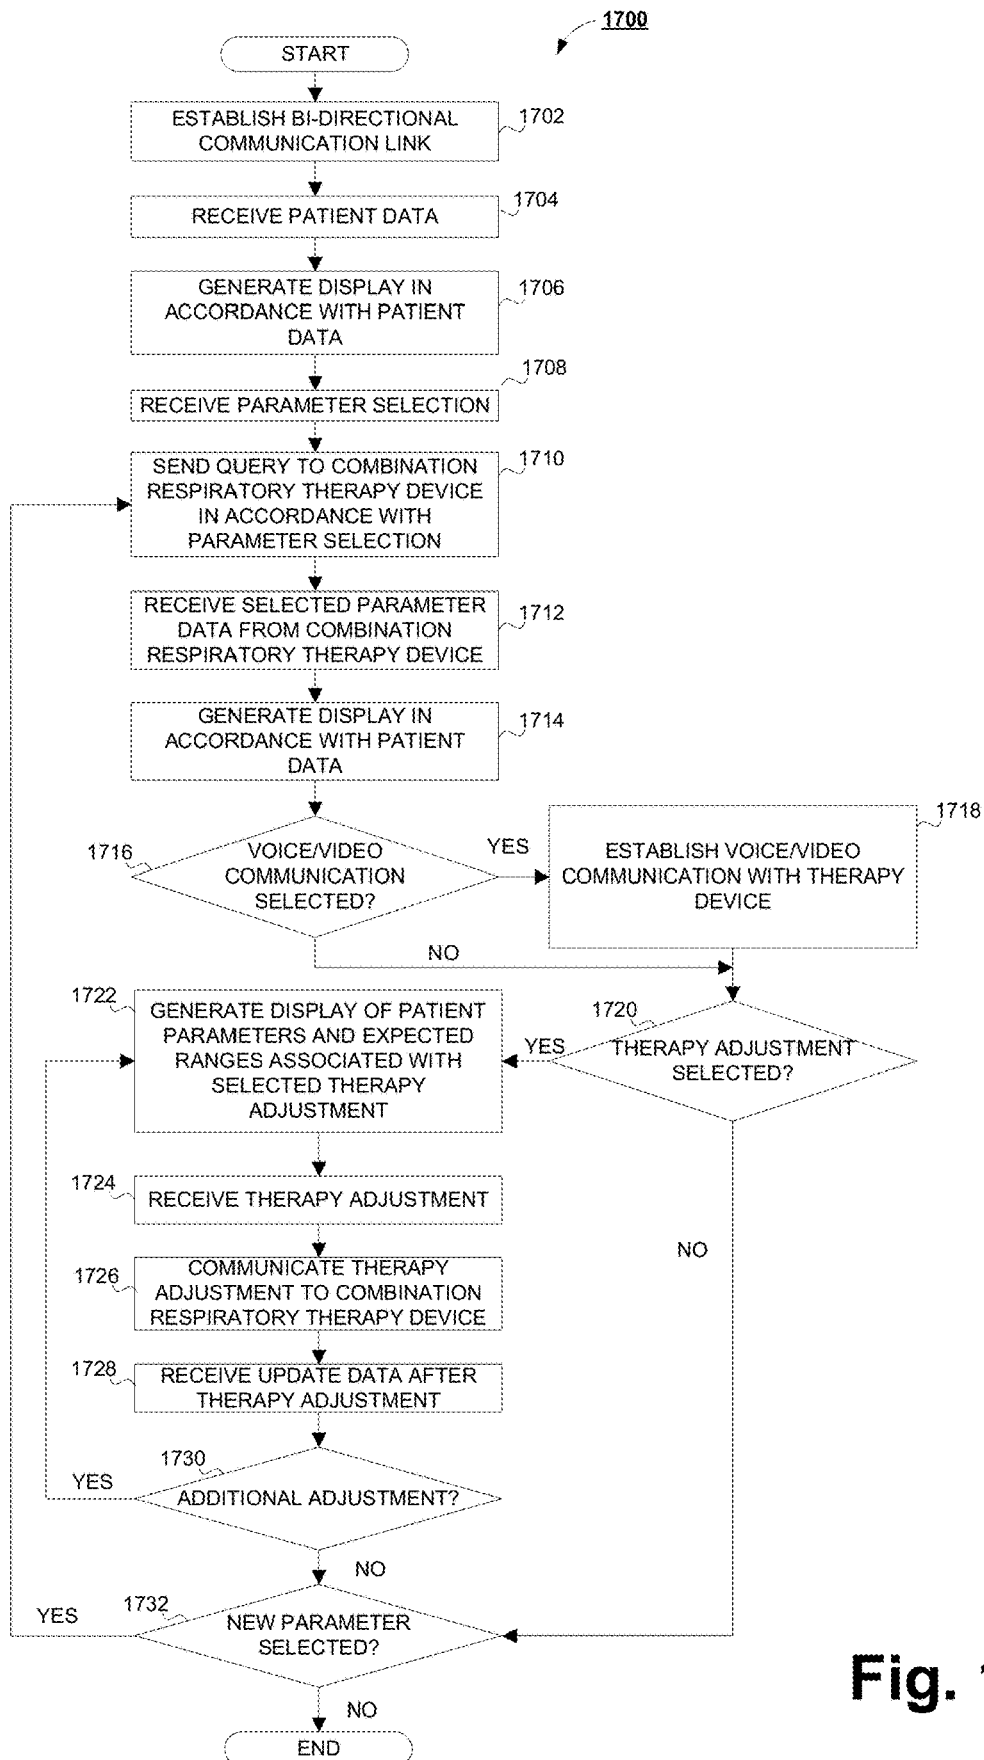 1700
START
ESTABLISH BI-DIRECTIONAL
COMMUNICATION LINK
1702
RECEIVE PATIENT DATA
1704
GENERATE DISPLAY IN
ACCORDANCE WITH PATIENT
DATA
1706
RECEIVE PARAMETER SELECTION
1708
SEND QUERY TO COMBINATION
RESPIRATORY THERAPY DEVICE
IN ACCORDANCE WITH
PARAMETER SELECTION
1710
RECEIVE SELECTED PARAMETER
DATA FROM COMBINATION
RESPIRATORY THERAPY DEVICE
1712
GENERATE DISPLAY IN
ACCORDANCE WITH PATIENT
DATA
1714
1716
VOICE/VIDEO
COMMUNICATION
SELECTED?
YES
NO
1718
ESTABLISH VOICE/VIDEO
COMMUNICATION WITH THERAPY
DEVICE
1720
THERAPY ADJUSTMENT
SELECTED?
YES
NO
1722
GENERATE DISPLAY OF PATIENT
PARAMETERS AND EXPECTED
RANGES ASSOCIATED WITH
SELECTED THERAPY
ADJUSTMENT
1724
RECEIVE THERAPY ADJUSTMENT
1726
COMMUNICATE THERAPY
ADJUSTMENT TO COMBINATION
RESPIRATORY THERAPY DEVICE
1728
RECEIVE UPDATE DATA AFTER
THERAPY ADJUSTMENT
1730
ADDITIONAL ADJUSTMENT?
YES
NO
1732
NEW PARAMETER
SELECTED?
YES
NO
END
Fig.